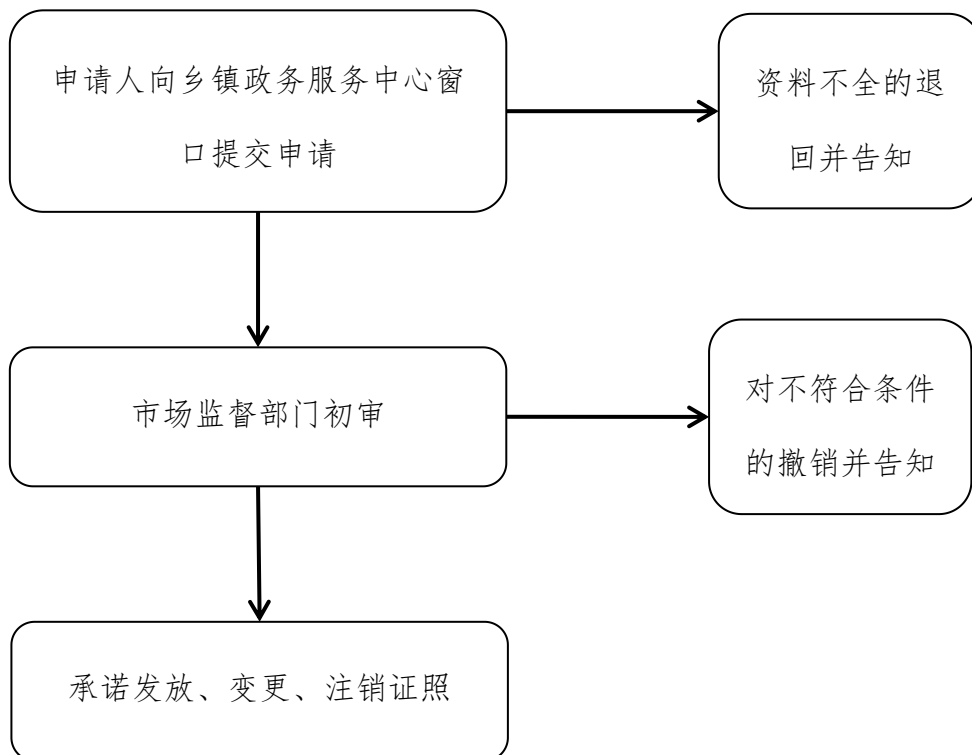 申请人向乡镇政务服务中心窗
口提交申请
资料不全的退
回并告知
市场监督部门初审
对不符合条件
的撤销并告知
承诺发放、变更、注销证照